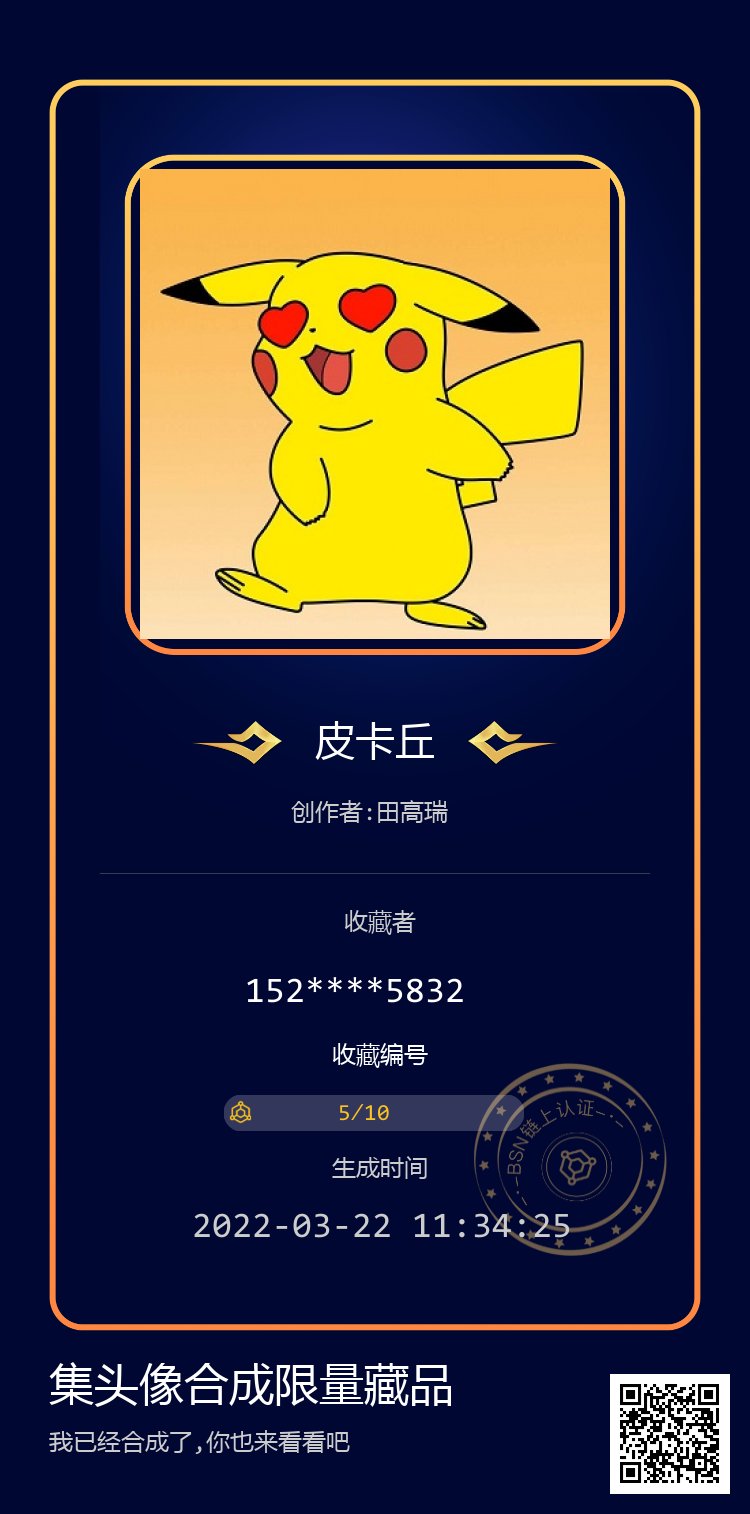 皮卡丘
创作者:田高瑞
收藏者
152****5832
收藏编号
5/10
BSN链上认证
生成时间
2022-03-22 11:34:25
集头像合成限量藏品
我已经合成了,你也来看看吧